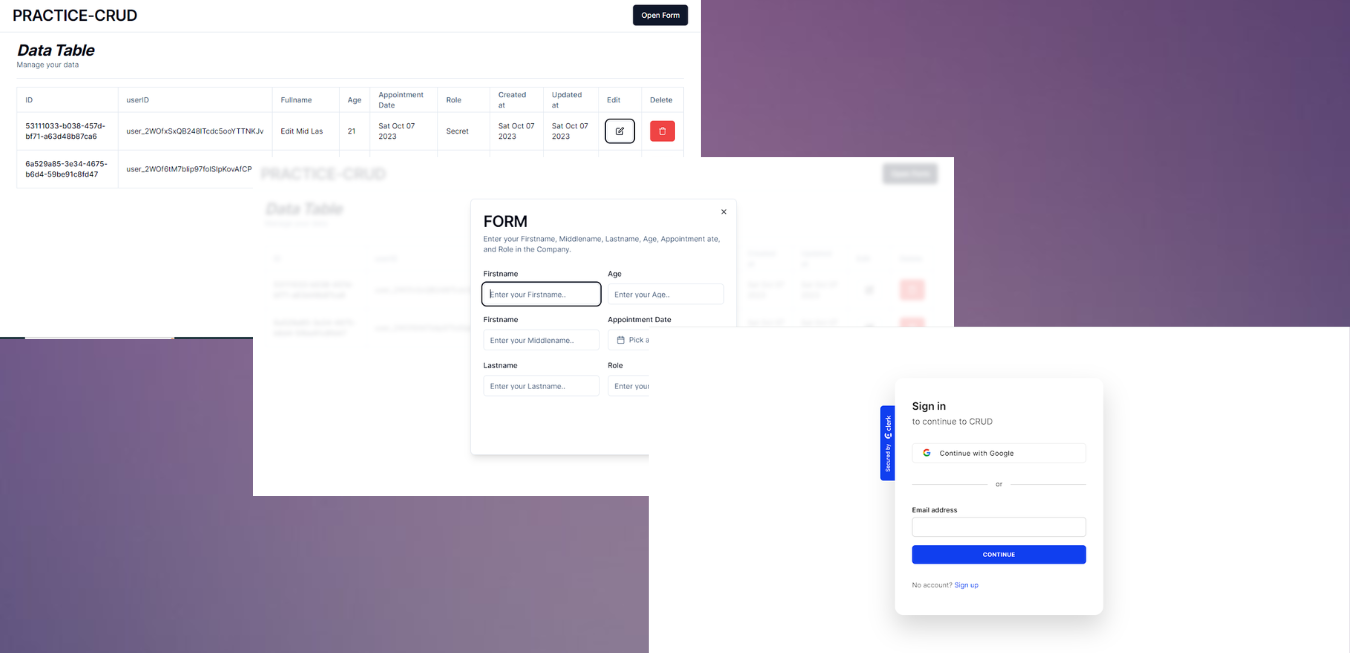 PRACTICE-CRUD
Open Form
Data Table
Manage your data
ID userID Fullname Age Appointment Date Role Created at Updated at Edit Delete
53111033-b038-457d-bf71-a63d48b87ca6 user_2WOfxSxQB248ITcdc5ooYTTNKJv Edit Mid Las 21 Sat Oct 07 2023 Secret Sat Oct 07 2023 Sat Oct 07 2023
6a529a85-3e34-4675-b6d4-59be91c8fd47 user_2WOf6tM7blip97folSlpKovAfCP
PRACTICE-CRUD
Open Form
Data Table
FORM
Enter your Firstname, Middlename, Lastname, Age, Appointment ate,
and Role in the Company.
Firstname Age
Enter your Firstname.. Enter your Age..
Firstname Appointment Date
Enter your Middlename.. Pick a
Lastname Role
Enter your Lastname.. Enter your
Secured by clerk
Sign in
to continue to CRUD
Continue with Google
or
Email address
CONTINUE
No account? Sign up